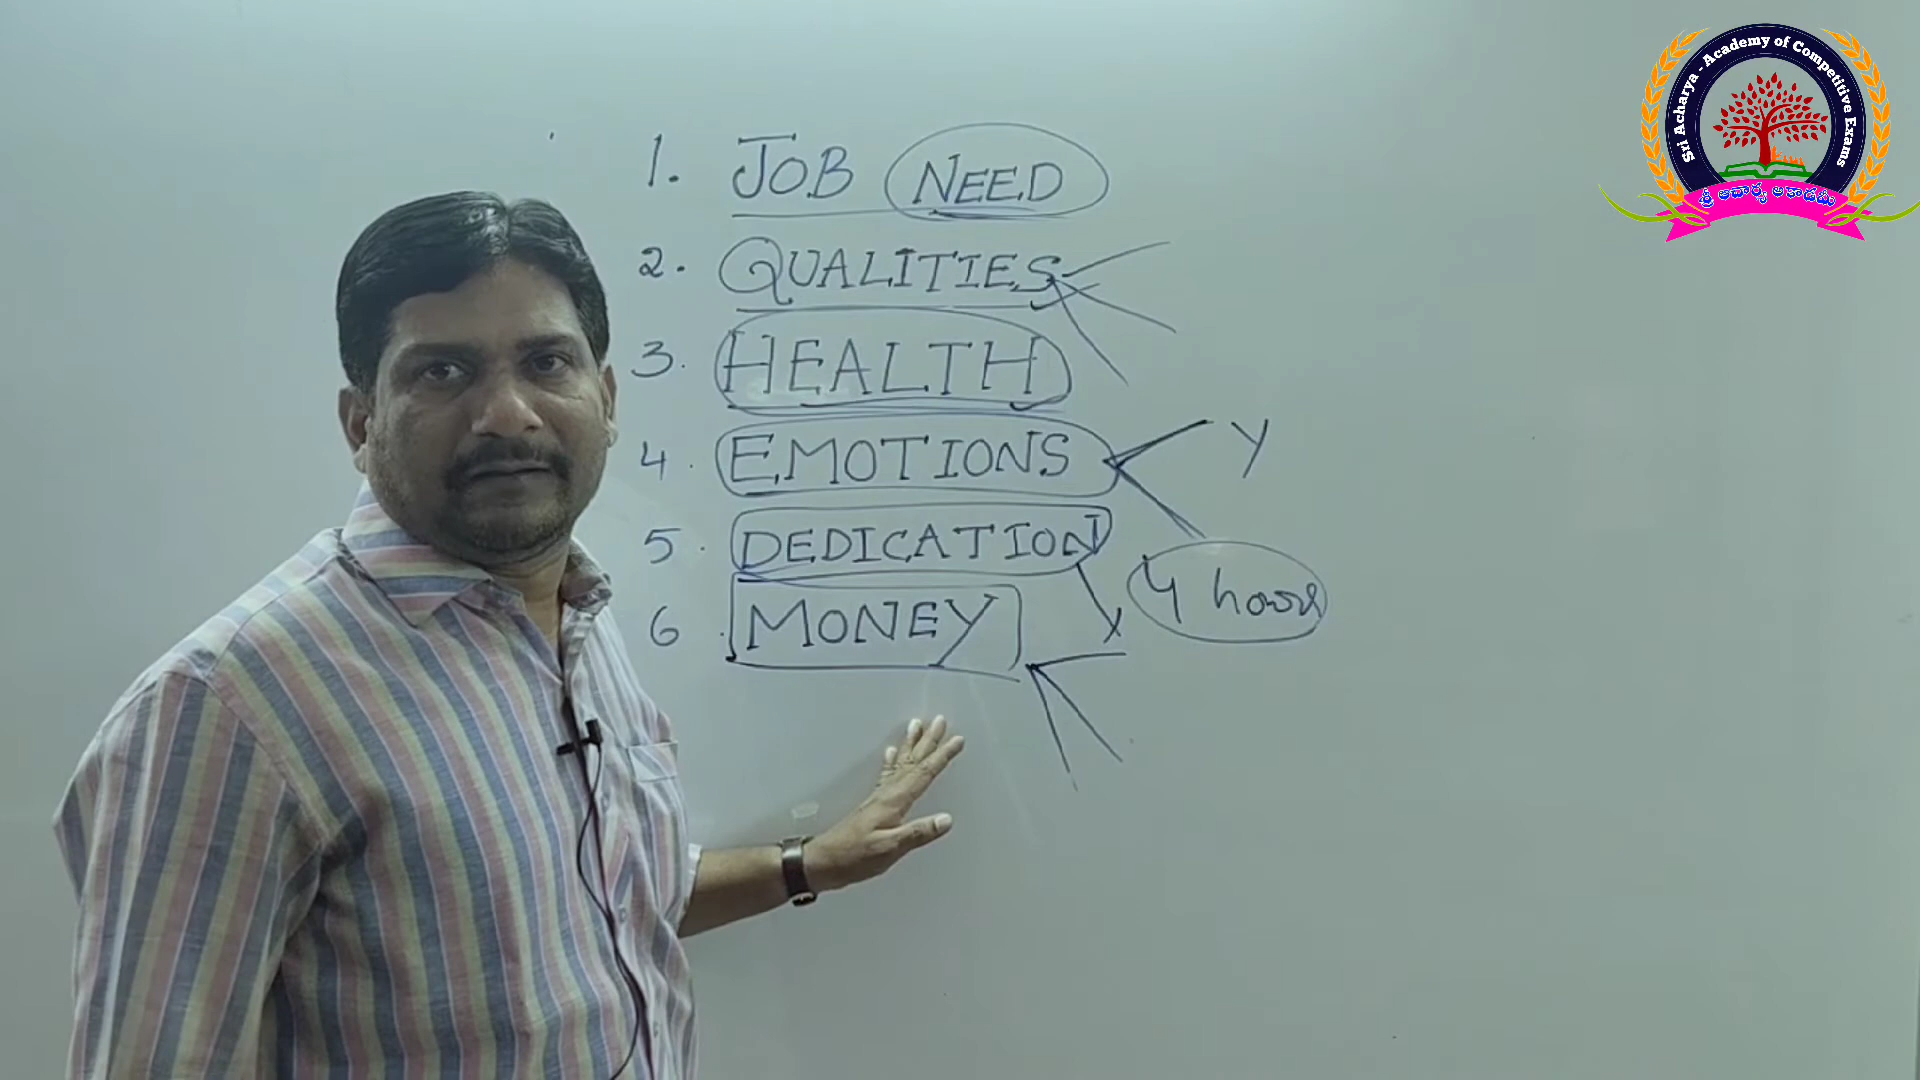 1. JOB NEED
2. QUALITIES
3. HEALTH
4. EMOTIONS Y
5. DEDICATION
4 hours
6. MONEY
Sri Acharya - Academy of Competitive Exams
శ్రీ ఆచార్య అకాడమీ